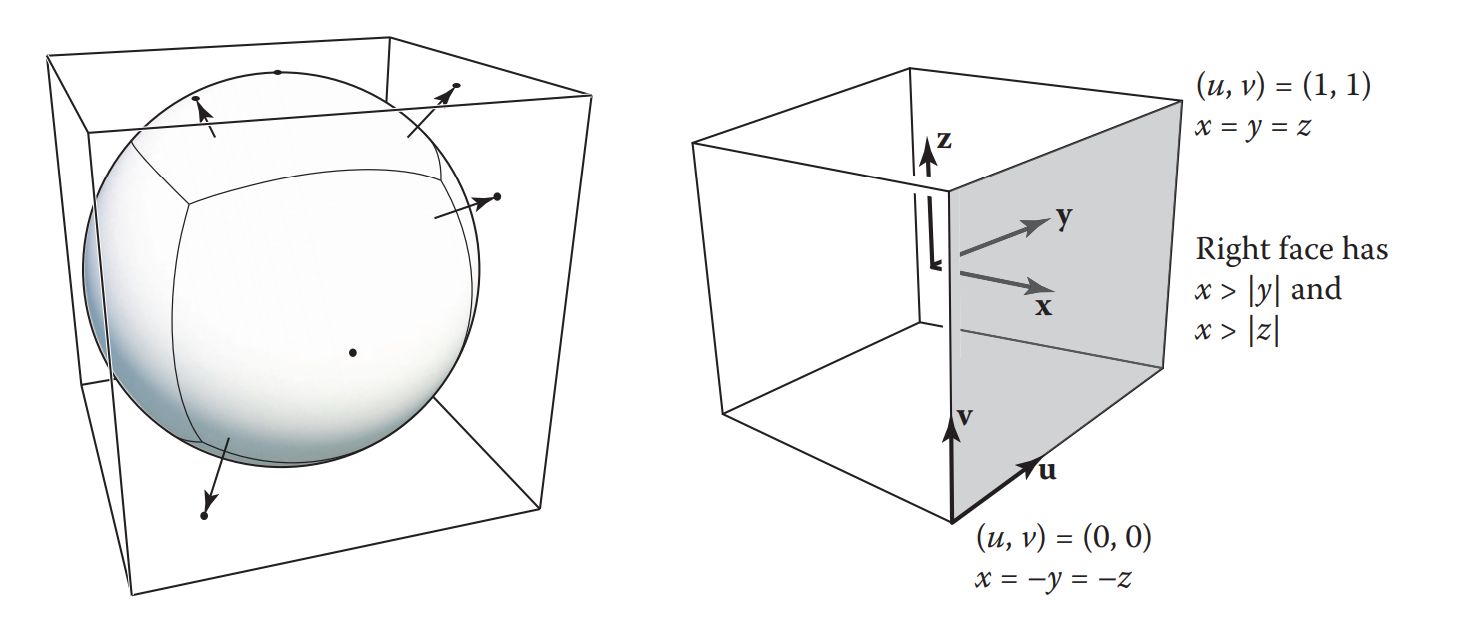 (u, v) = (1, 1)
x = y = z
z
y
x
Right face has
x > |y| and
x > |z|
v
u
(u, v) = (0, 0)
x = –y = –z